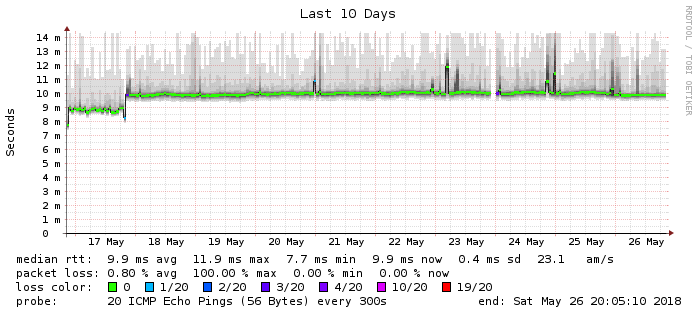 Last 10 Days
RRDTOOL / TOBI OETIKER
Seconds
14 m
13 m
12 m
11 m
10 m
9 m
8 m
7 m
6 m
5 m
4 m
3 m
2 m
1 m
0
17 May 18 May 19 May 20 May 21 May 22 May 23 May 24 May 25 May 26 May
median rtt: 9.9 ms avg 11.9 ms max 7.7 ms min 9.9 ms now 0.4 ms sd 23.1 am/s
packet loss: 0.80 % avg 100.00 % max 0.00 % min 0.00 % now
loss color: 0 1/20 2/20 3/20 4/20 10/20 19/20
probe: 20 ICMP Echo Pings (56 Bytes) every 300s end: Sat May 26 20:05:10 2018